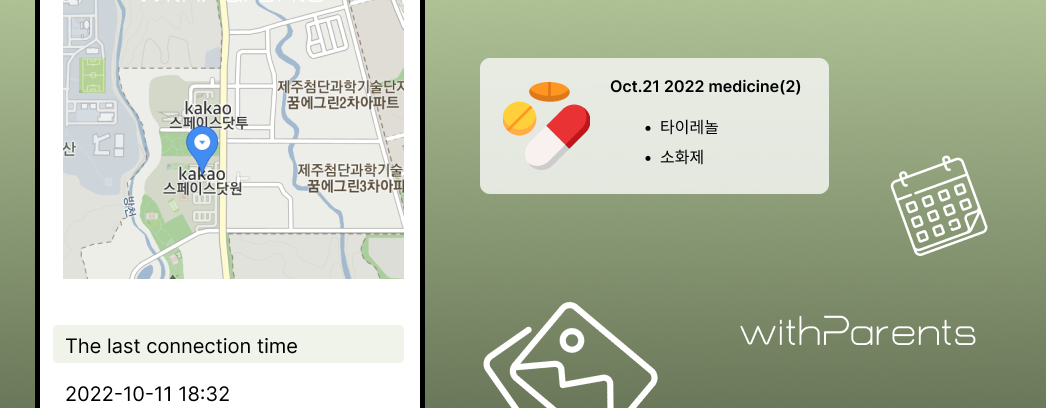 kakao
스페이스닷투
kakao
스페이스닷원
제주첨단과학기술단지
꿈에그린2차아파트
제주첨단과학기술
꿈에그린3차아파
산
방천
The last connection time
2022-10-11 18:32
Oct.21 2022 medicine(2)
• 타이레놀
• 소화제
withParents